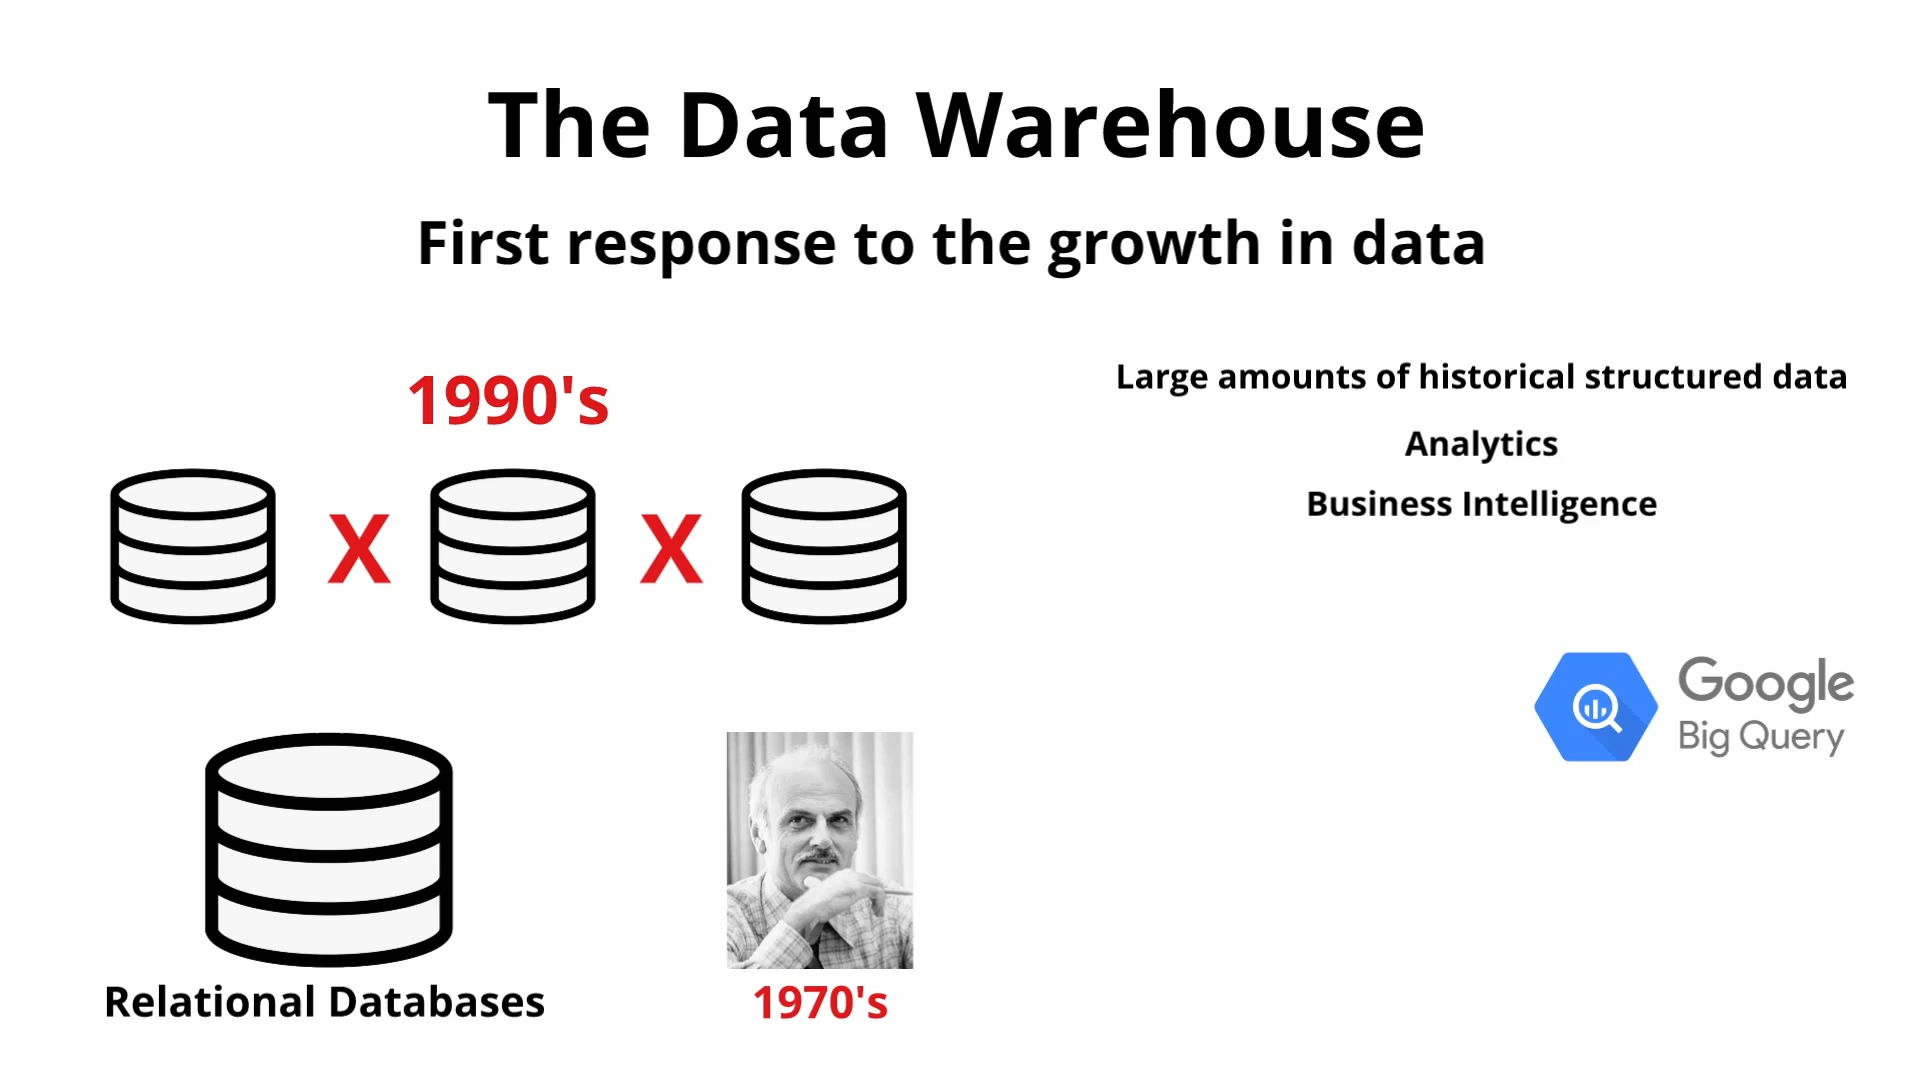 The Data Warehouse
First response to the growth in data
1990's
X X
Relational Databases
1970's
Large amounts of historical structured data
Analytics
Business Intelligence
Google
Big Query